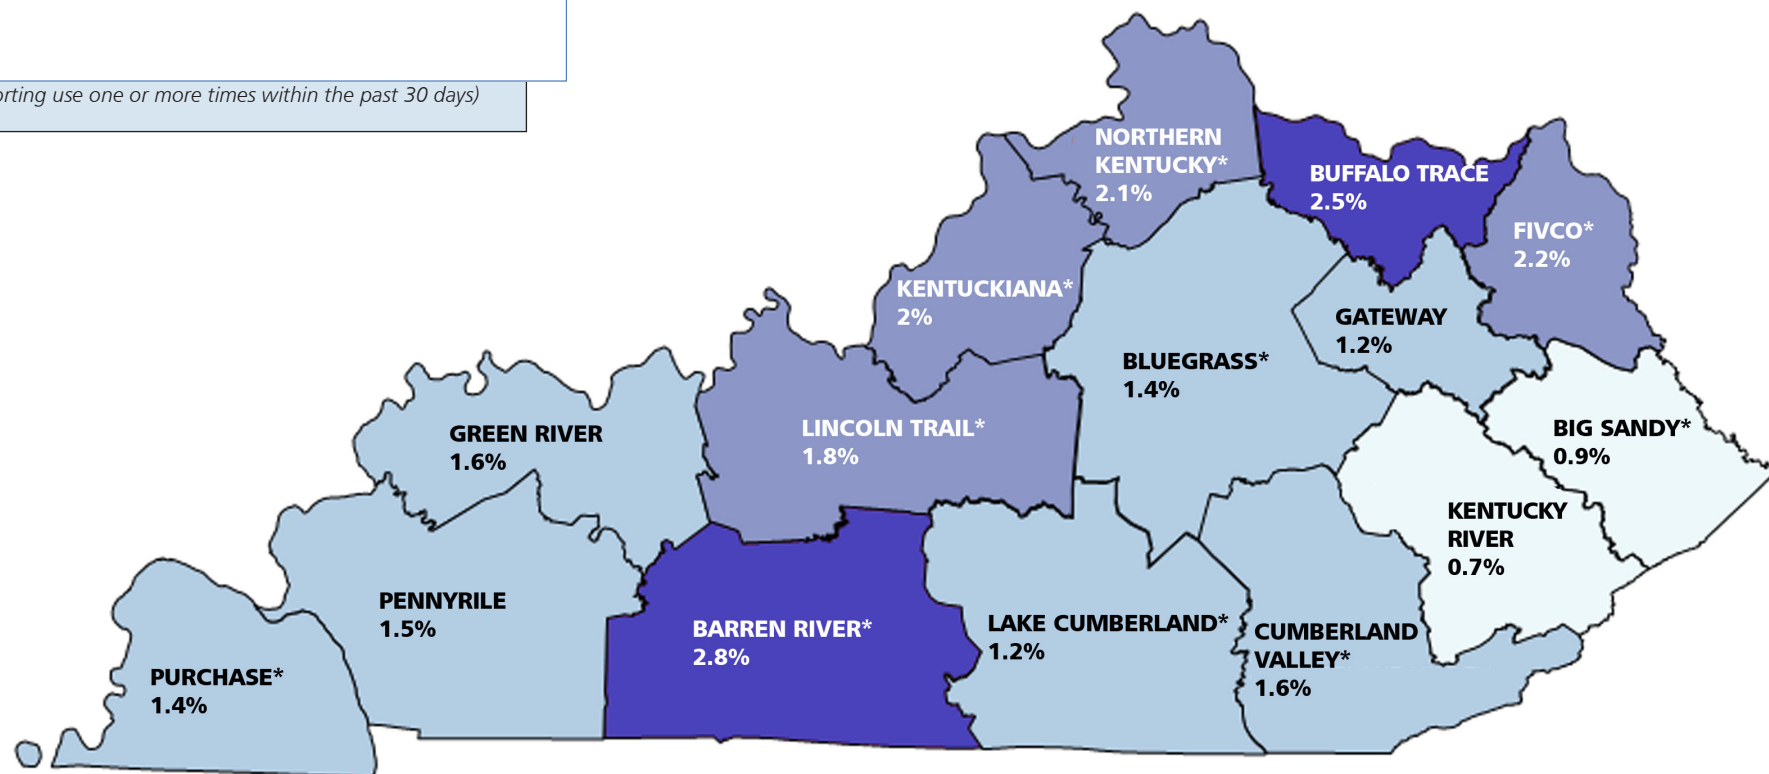 orting use one or more times within the past 30 days)
NORTHERN
KENTUCKY*
2.1%
BUFFALO TRACE
2.5%
FIVCO*
2.2%
KENTUCKIANA*
2%
GATEWAY
1.2%
BLUEGRASS*
1.4%
GREEN RIVER
1.6%
LINCOLN TRAIL*
1.8%
BIG SANDY*
0.9%
KENTUCKY
RIVER
0.7%
PENNYRILE
1.5%
BARREN RIVER*
2.8%
LAKE CUMBERLAND*
1.2%
CUMBERLAND
VALLEY*
1.6%
PURCHASE*
1.4%